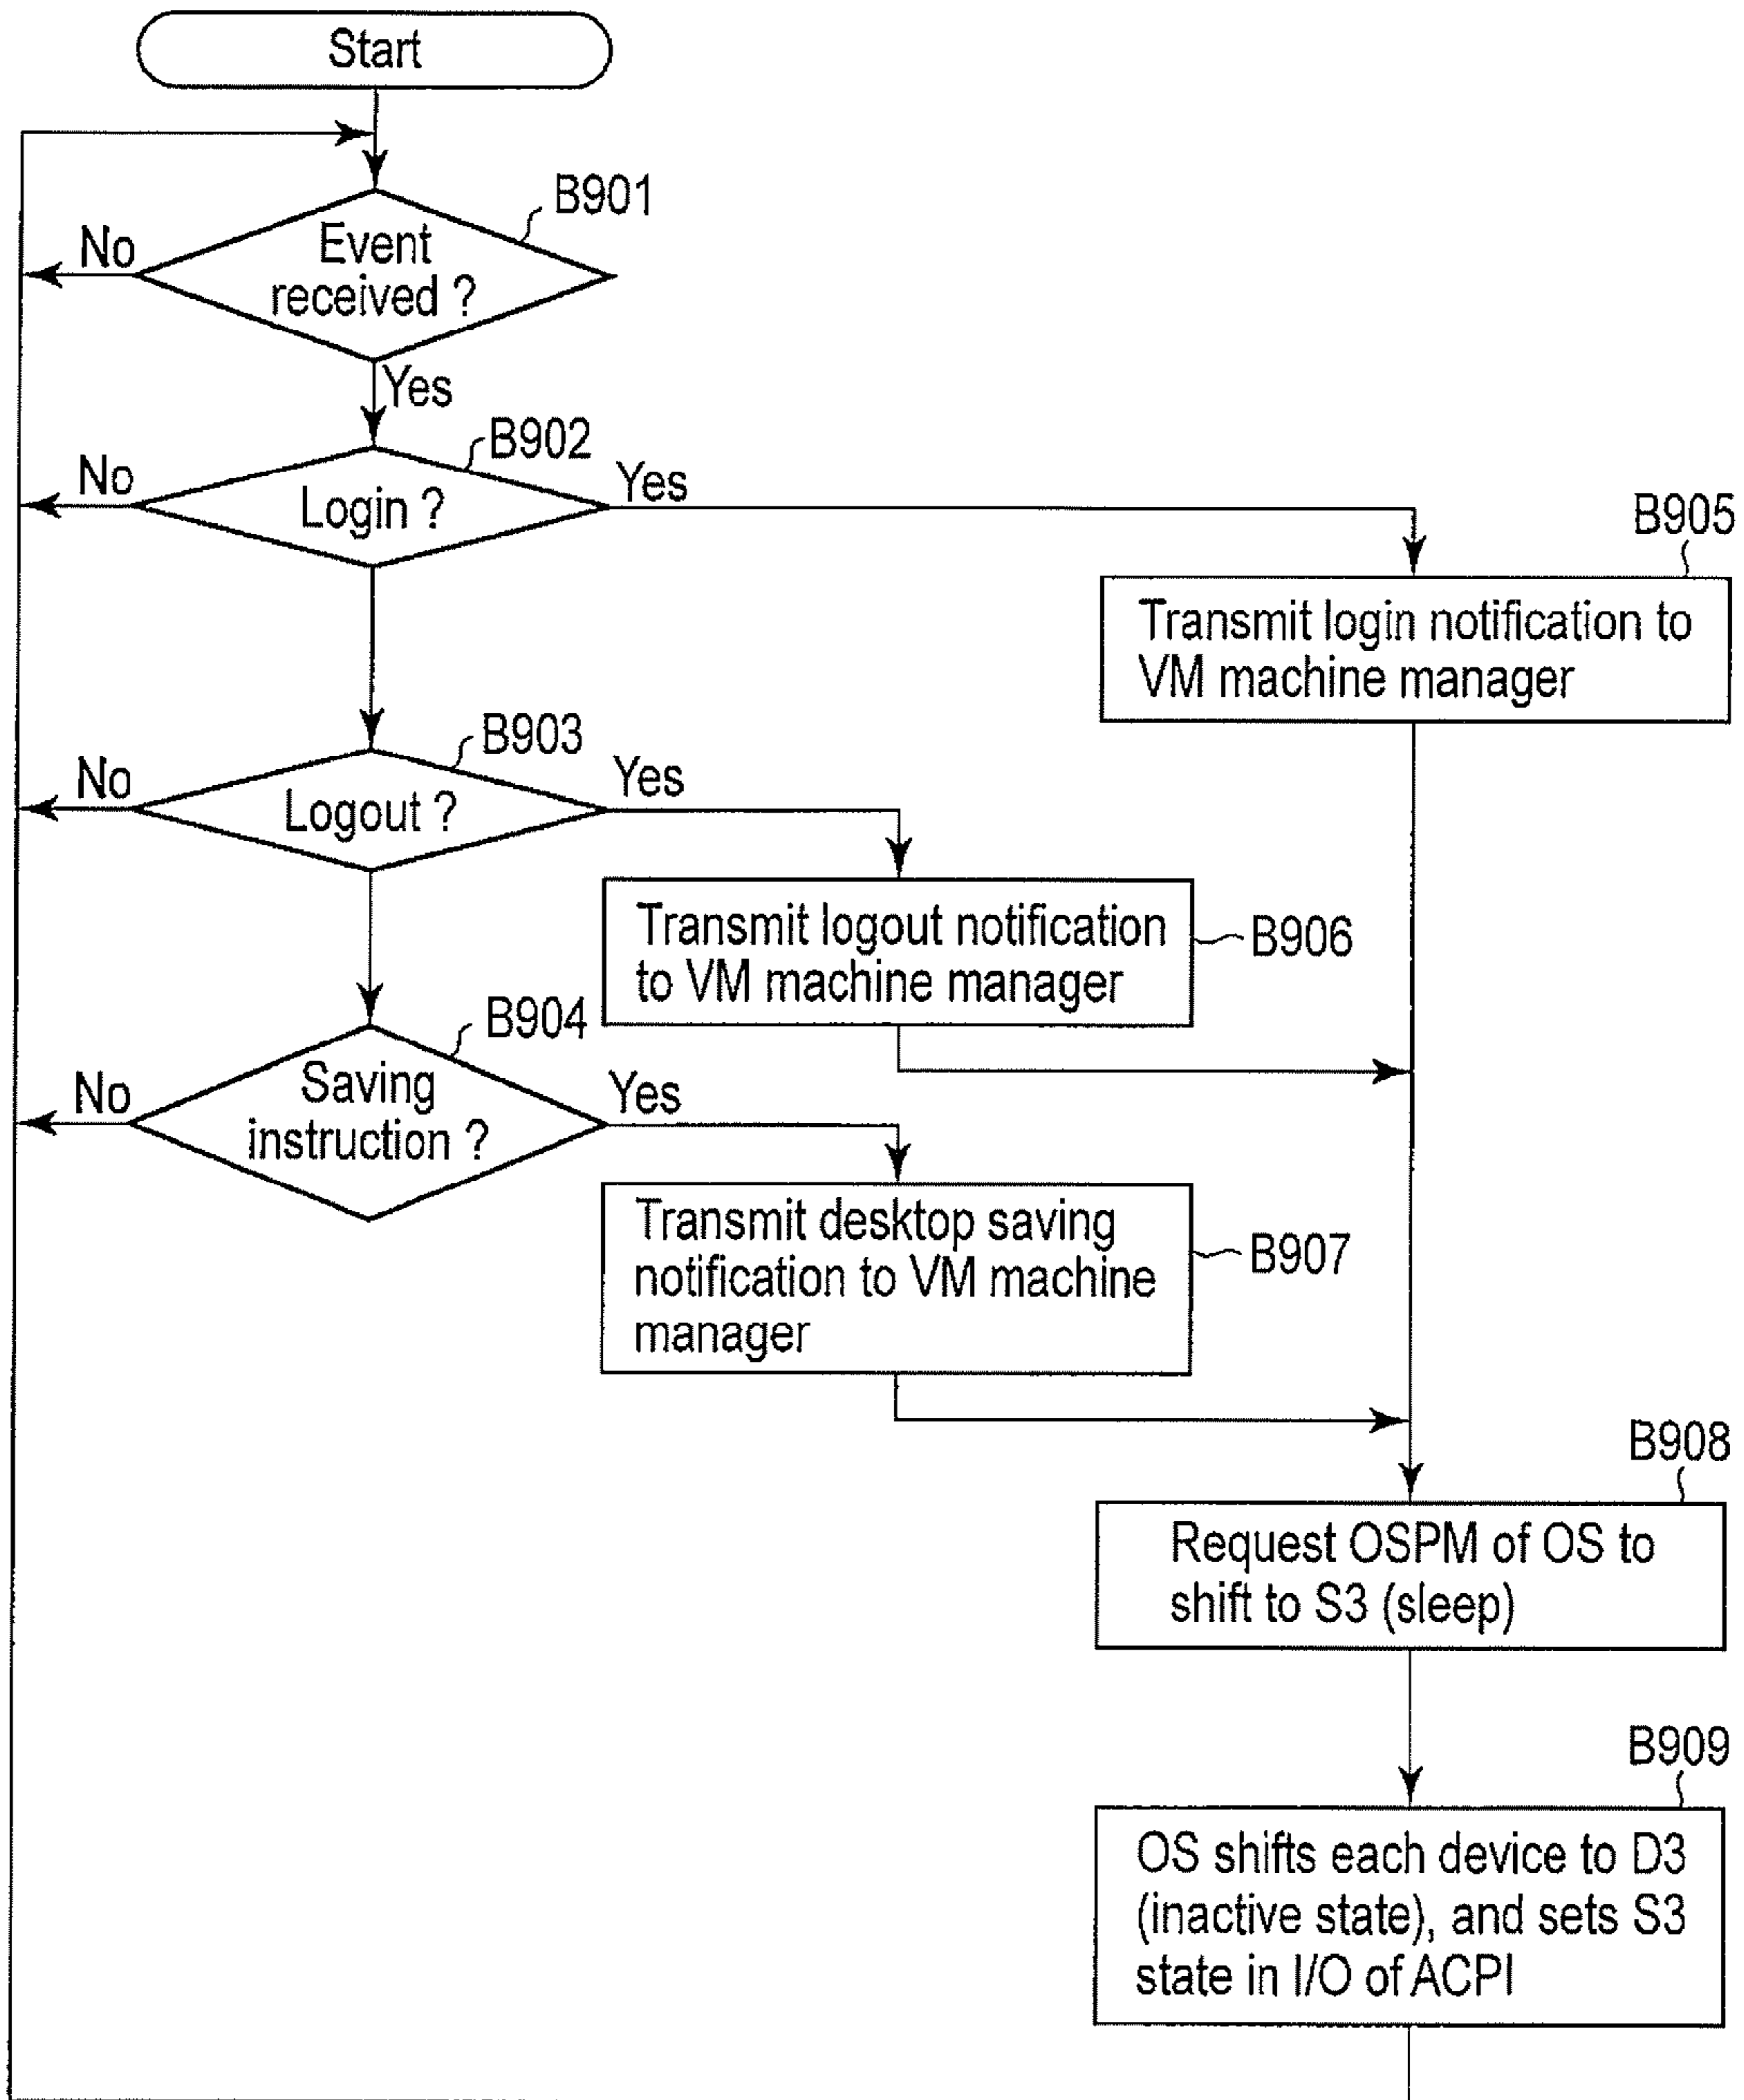 Start
B901
Event
received ?
No
Yes
B902
No
Login ?
Yes
B905
Transmit login notification to
VM machine manager
B903
No
Logout ?
Yes
Transmit logout notification
to VM machine manager
B906
B904
No
Saving
instruction ?
Yes
Transmit desktop saving
notification to VM machine
manager
B907
B908
Request OSPM of OS to
shift to S3 (sleep)
B909
OS shifts each device to D3
(inactive state), and sets S3
state in I/O of ACPI